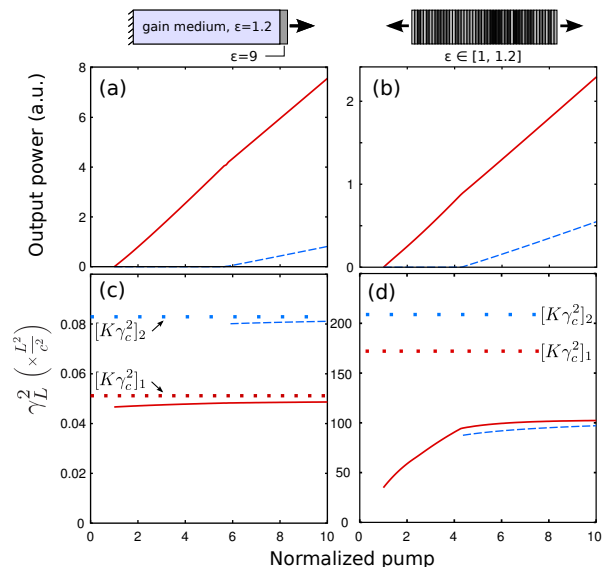 gain medium, ε=1.2
ε=9
ε ∈ [1, 1.2]
(a)
(b)
Output power (a.u.)
8
6
4
2
0
2
1
0
(c)
(d)
γ_L^2 (× L^2/c^2)
0.08
0.06
0.04
0.02
0
[Kγ_c^2]_2
[Kγ_c^2]_1
200
150
100
50
0
[Kγ_c^2]_2
[Kγ_c^2]_1
0 2 4 6 8 10
0 2 4 6 8 10
Normalized pump